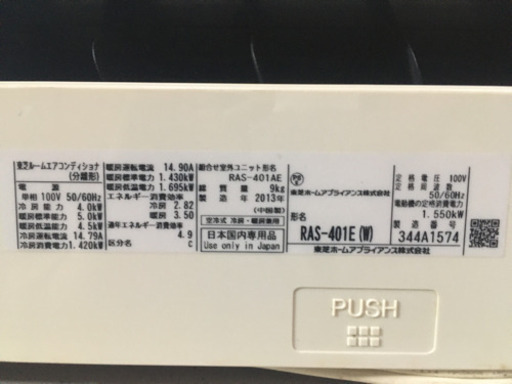 東芝ルームエアコンディショナ
(分離形)
電源
単相 100V 50/60Hz
冷房能力 4.0kW
暖房標準能力 5.0kW
暖房低温能力 4.5kW
冷房運転電流 14.79A
冷房消費電力 1.420kW
暖房運転電流 14.90A
暖房標準電力 1.430kW
暖房低温電力 1.695kW
エネルギー消費効率
冷房 2.82
暖房 3.50
通年エネルギー消費効率
4.9
区分名 C
組合せ室外ユニット形名
RAS-401AE
総質量 9kg
製造 2013年
(中国製)
空冷式 冷房・暖房兼用
日本国内専用品
Use only in Japan
東芝ホームアプライアンス株式会社
形名
RAS-401E(W)
定格電圧 100V
定格周波数
50/60Hz
電動機の定格消費電力
1.550kW
製造番号
344A1574
東芝ホームアプライアンス株式会社
PUSH